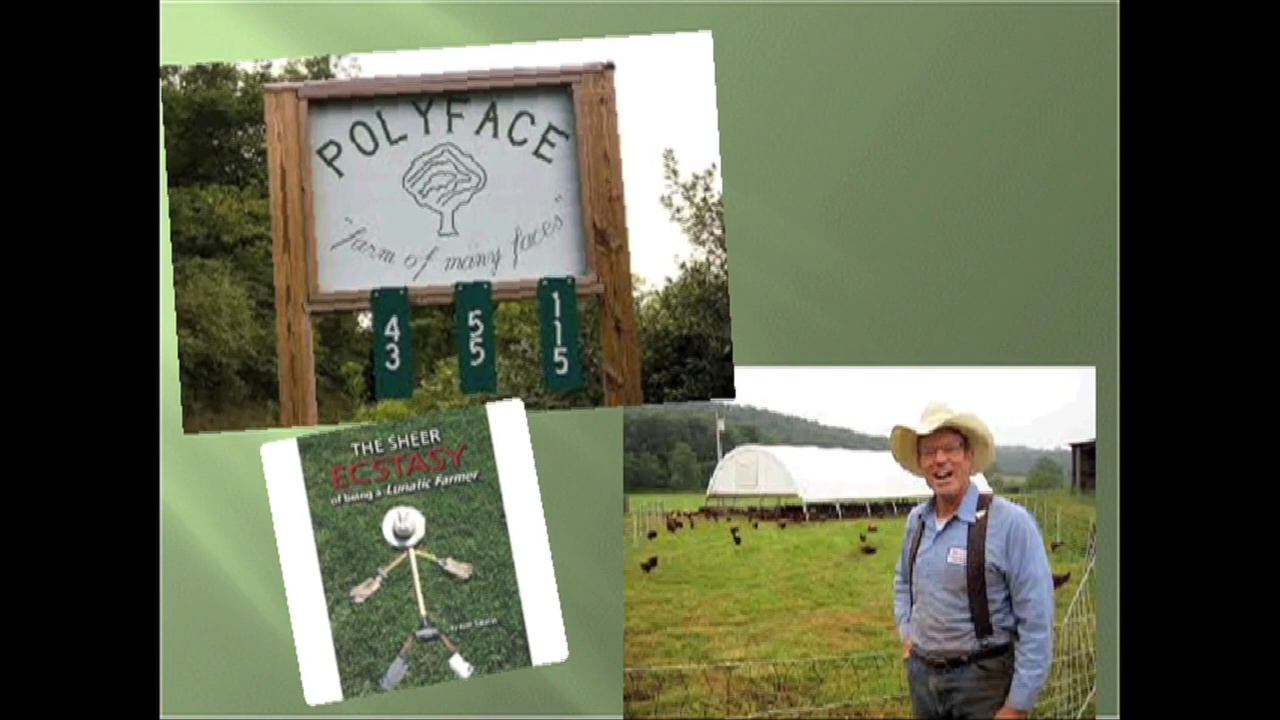 POLYFACE
"farm of many faces"
43
55
115
THE SHEER
ECSTASY
of being a Lunatic Farmer